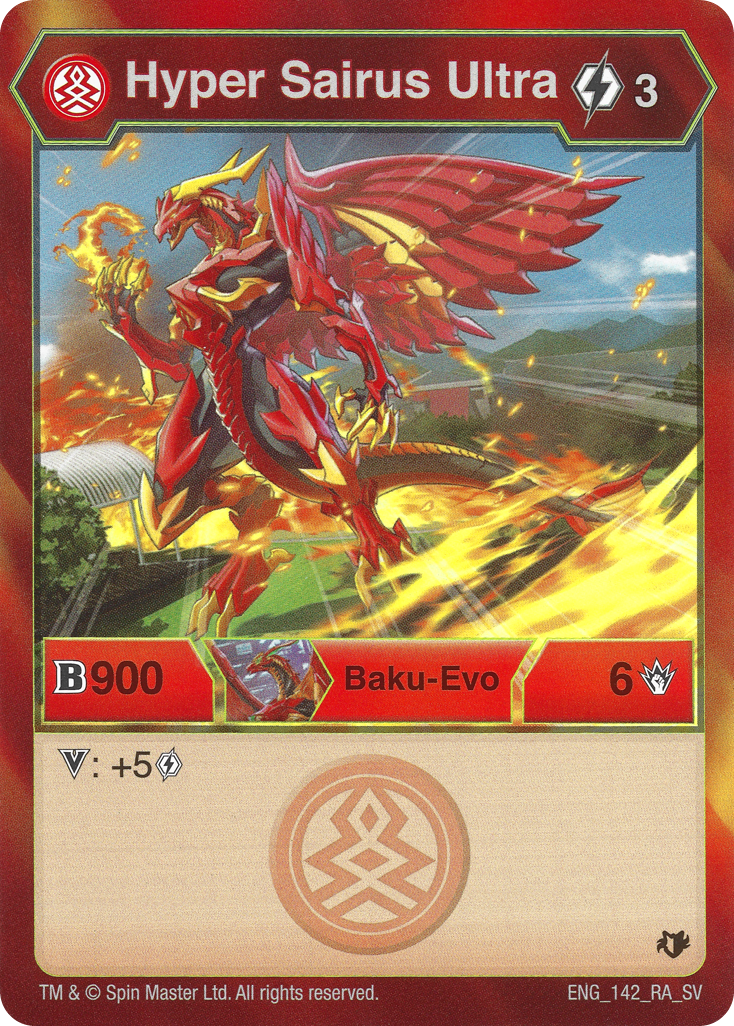 Hyper Sairus Ultra 3
B900 Baku-Evo 6
: +5
TM & © Spin Master Ltd. All rights reserved. ENG_142_RA_SV